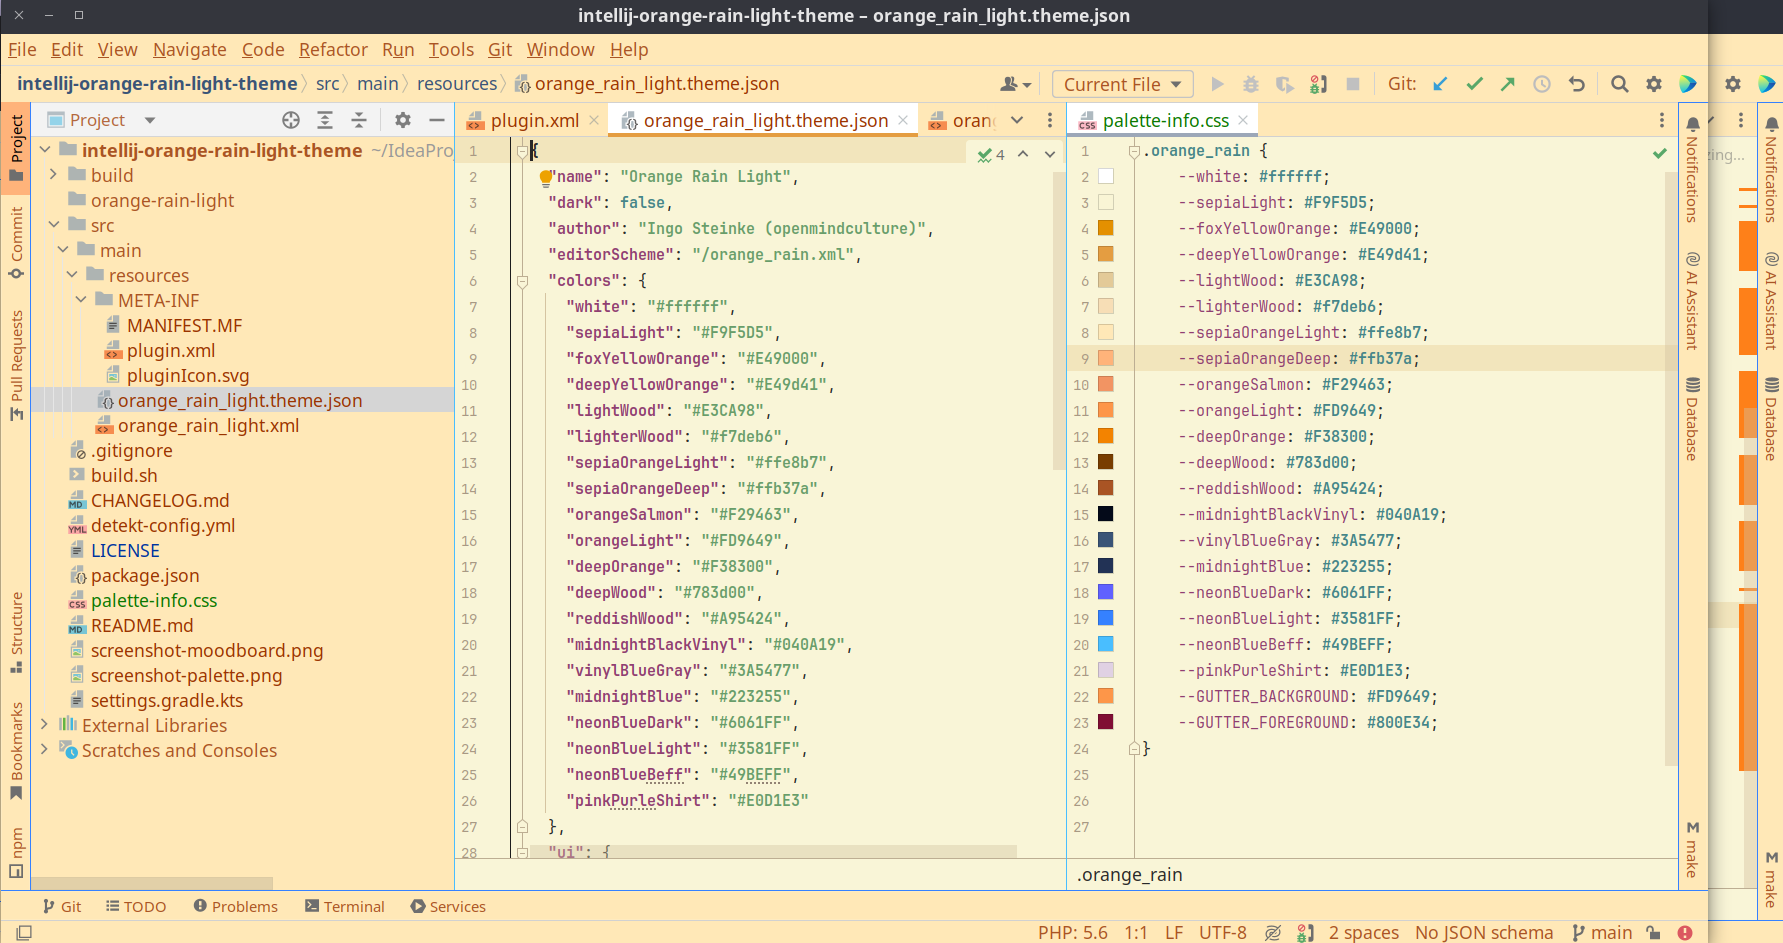 intellij-orange-rain-light-theme – orange_rain_light.theme.json
File Edit View Navigate Code Refactor Run Tools Git Window Help
intellij-orange-rain-light-theme src main resources orange_rain_light.theme.json Current File Git:
Project
Commit
Pull Requests
Structure
Bookmarks
npm
Project
intellij-orange-rain-light-theme ~/IdeaPro
build
orange-rain-light
src
main
resources
META-INF
MANIFEST.MF
plugin.xml
pluginIcon.svg
orange_rain_light.theme.json
orange_rain_light.xml
.gitignore
build.sh
CHANGELOG.md
detekt-config.yml
LICENSE
package.json
palette-info.css
README.md
screenshot-moodboard.png
screenshot-palette.png
settings.gradle.kts
External Libraries
Scratches and Consoles
plugin.xml orange_rain_light.theme.json oran
4
1 {
2 "name": "Orange Rain Light",
3 "dark": false,
4 "author": "Ingo Steinke (openmindculture)",
5 "editorScheme": "/orange_rain.xml",
6 "colors": {
7 "white": "#ffffff",
8 "sepiaLight": "#F9F5D5",
9 "foxYellowOrange": "#E49000",
10 "deepYellowOrange": "#E49d41",
11 "lightWood": "#E3CA98",
12 "lighterWood": "#f7deb6",
13 "sepiaOrangeLight": "#ffe8b7",
14 "sepiaOrangeDeep": "#ffb37a",
15 "orangeSalmon": "#F29463",
16 "orangeLight": "#FD9649",
17 "deepOrange": "#F38300",
18 "deepWood": "#783d00",
19 "reddishWood": "#A95424",
20 "midnightBlackVinyl": "#040A19",
21 "vinylBlueGray": "#3A5477",
22 "midnightBlue": "#223255",
23 "neonBlueDark": "#6061FF",
24 "neonBlueLight": "#3581FF",
25 "neonBlueBeff": "#49BEFF",
26 "pinkPurleShirt": "#E0D1E3"
27 },
28 "ui": {
palette-info.css
1 .orange_rain {
2 --white: #ffffff;
3 --sepiaLight: #F9F5D5;
4 --foxYellowOrange: #E49000;
5 --deepYellowOrange: #E49d41;
6 --lightWood: #E3CA98;
7 --lighterWood: #f7deb6;
8 --sepiaOrangeLight: #ffe8b7;
9 --sepiaOrangeDeep: #ffb37a;
10 --orangeSalmon: #F29463;
11 --orangeLight: #FD9649;
12 --deepOrange: #F38300;
13 --deepWood: #783d00;
14 --reddishWood: #A95424;
15 --midnightBlackVinyl: #040A19;
16 --vinylBlueGray: #3A5477;
17 --midnightBlue: #223255;
18 --neonBlueDark: #6061FF;
19 --neonBlueLight: #3581FF;
20 --neonBlueBeff: #49BEFF;
21 --pinkPurleShirt: #E0D1E3;
22 --GUTTER_BACKGROUND: #FD9649;
23 --GUTTER_FOREGROUND: #800E34;
24 }
25
26
27
.orange_rain
Notifications
AI Assistant
Database
make
zing...
Notifications
AI Assistant
Database
make
Git TODO Problems Terminal Services
PHP: 5.6 1:1 LF UTF-8 2 spaces No JSON schema main